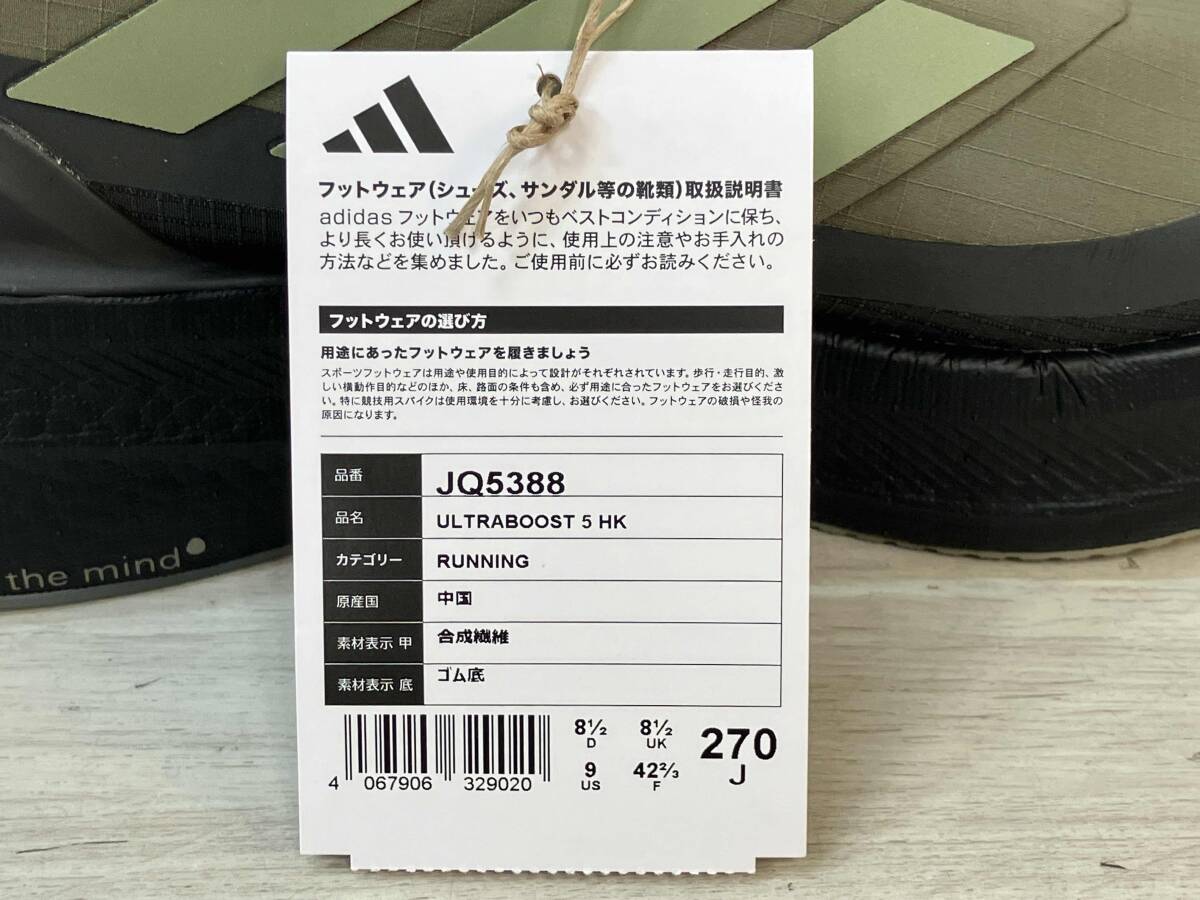 フットウェア(シューズ、サンダル等の靴類)取扱説明書
adidas フットウェアをいつもベストコンディションに保ち、
より長くお使い頂けるように、使用上の注意やお手入れの
方法などを集めました。ご使用前に必ずお読みください。
フットウェアの選び方
用途にあったフットウェアを履きましょう
スポーツフットウェアは用途や使用目的によって設計がそれぞれされています。歩行・走行目的、激
しい横動作目的などのほか、床、路面の条件も含め、必ず用途に合ったフットウェアをお選びくださ
い。特に競技用スパイクは使用環境を十分に考慮し、お選びください。フットウェアの破損や怪我の
原因になります。
品番 JQ5388
品名 ULTRABOOST 5 HK
カテゴリー RUNNING
原産国 中国
素材表示 甲 合成繊維
素材表示 底 ゴム底
the mind
8½ D 8½ UK 270 J
9 US 42⅔ F
4 067906 329020